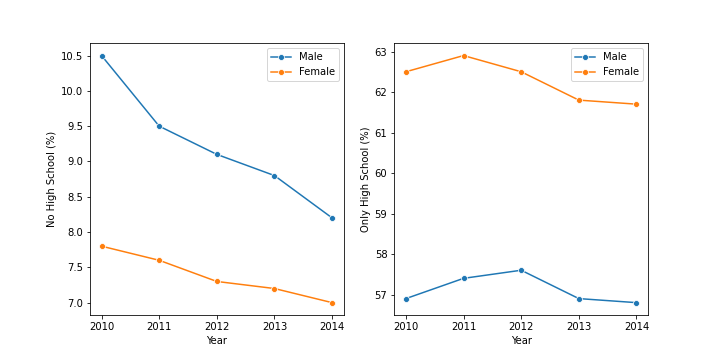 No High School (%)
10.5
10.0
9.5
9.0
8.5
8.0
7.5
7.0
2010 2011 2012 2013 2014
Year
Male
Female
Only High School (%)
63
62
61
60
59
58
57
2010 2011 2012 2013 2014
Year
Male
Female